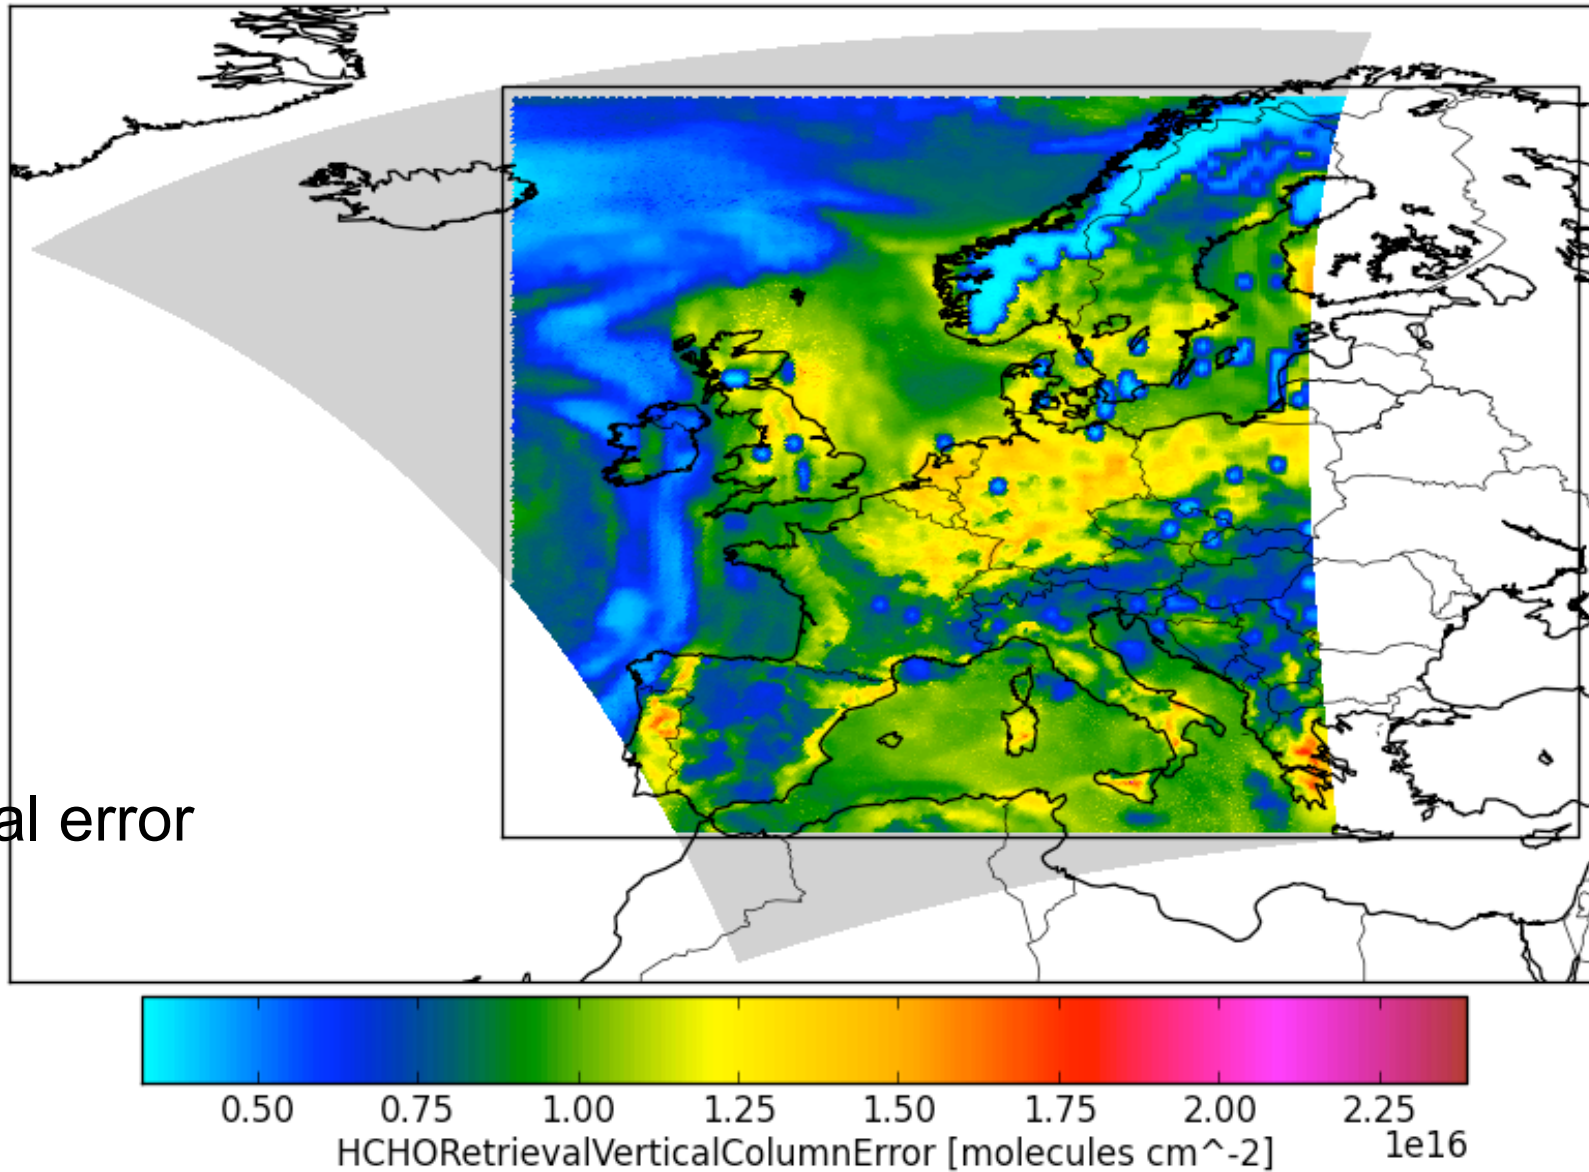 al error
0.50 0.75 1.00 1.25 1.50 1.75 2.00 2.25
HCHORetrievalVerticalColumnError [molecules cm^-2] 1e16